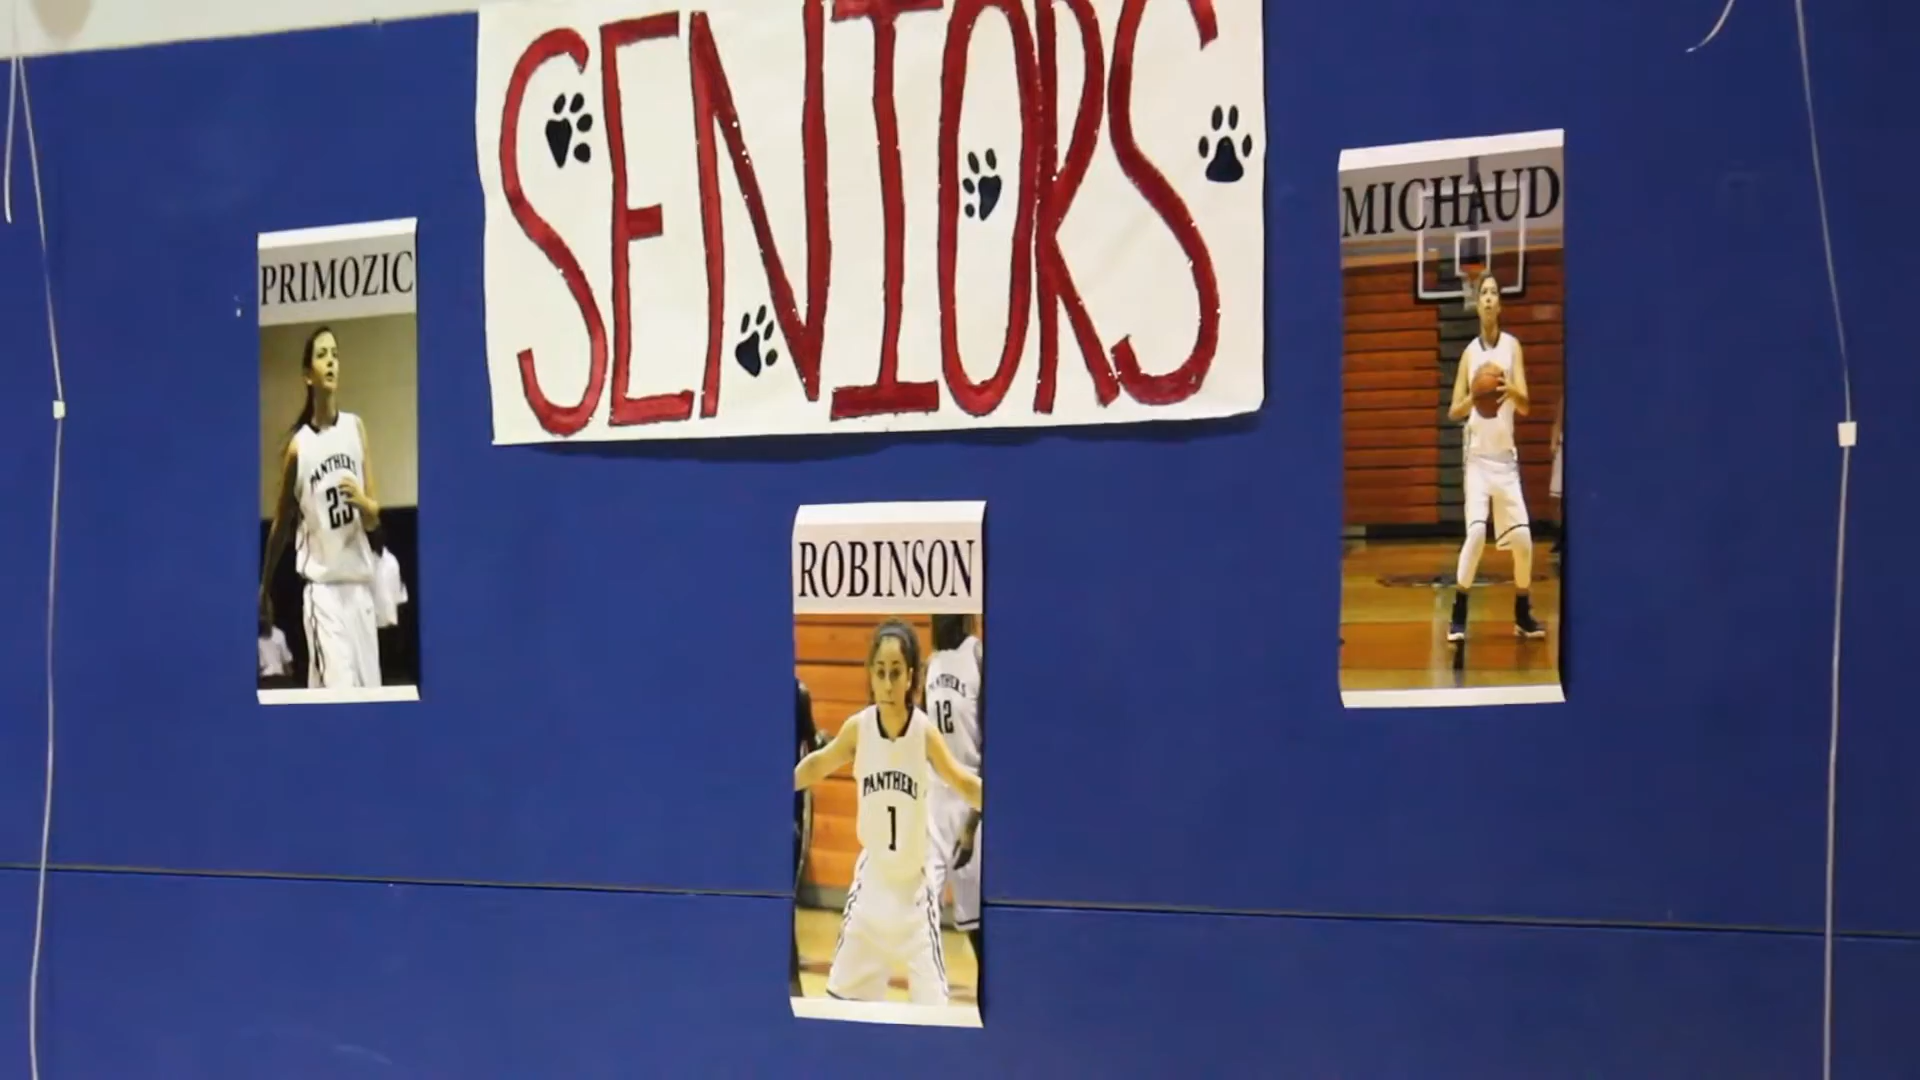 SENIORS
PRIMOZIC
PANTHERS
23
ROBINSON
PANTHERS
1
PANTHERS
12
MICHAUD